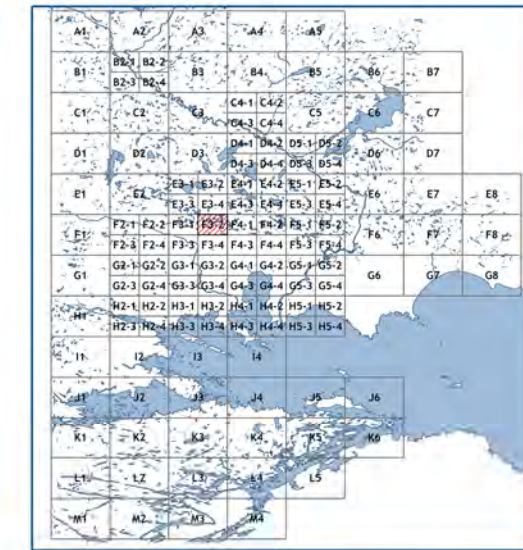 A1 A2 A3 A4 A5
B1 B2-1 B2-2 B3 B4 B5 B6 B7
B2-3 B2-4
C1 C2 C3 C4-1 C4-2 C5 C6 C7
C4-3 C4-4
D1 D2 D3 D4-1 D4-2 D5-1 D5-2 D6 D7
D4-3 D4-4 D5-3 D5-4
E1 E2 E3-1 E3-2 E4-1 E4-2 E5-1 E5-2 E6 E7 E8
E3-3 E3-4 E4-3 E4-4 E5-3 E5-4
F1 F2-1 F2-2 F3-1 F3-2 F4-1 F4-2 F5-1 F5-2 F6 F7 F8
F2-3 F2-4 F3-3 F3-4 F4-3 F4-4 F5-3 F5-4
G1 G2-1 G2-2 G3-1 G3-2 G4-1 G4-2 G5-1 G5-2 G6 G7 G8
G2-3 G2-4 G3-3 G3-4 G4-3 G4-4 G5-3 G5-4
H1 H2-1 H2-2 H3-1 H3-2 H4-1 H4-2 H5-1 H5-2
H2-3 H2-4 H3-3 H3-4 H4-3 H4-4 H5-3 H5-4
I1 I2 I3 I4
J1 J2 J3 J4 J5 J6
K1 K2 K3 K4 K5 K6
L1 L2 L3 L4 L5
M1 M2 M3 M4